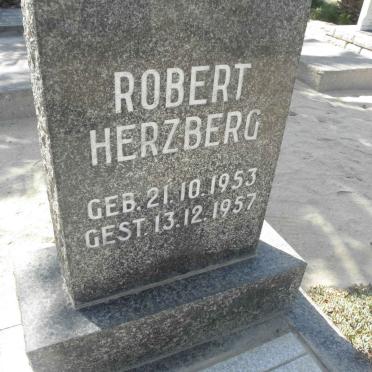 ROBERT
HERZBERG
GEB. 21.10.1953
GEST. 13.12.1957